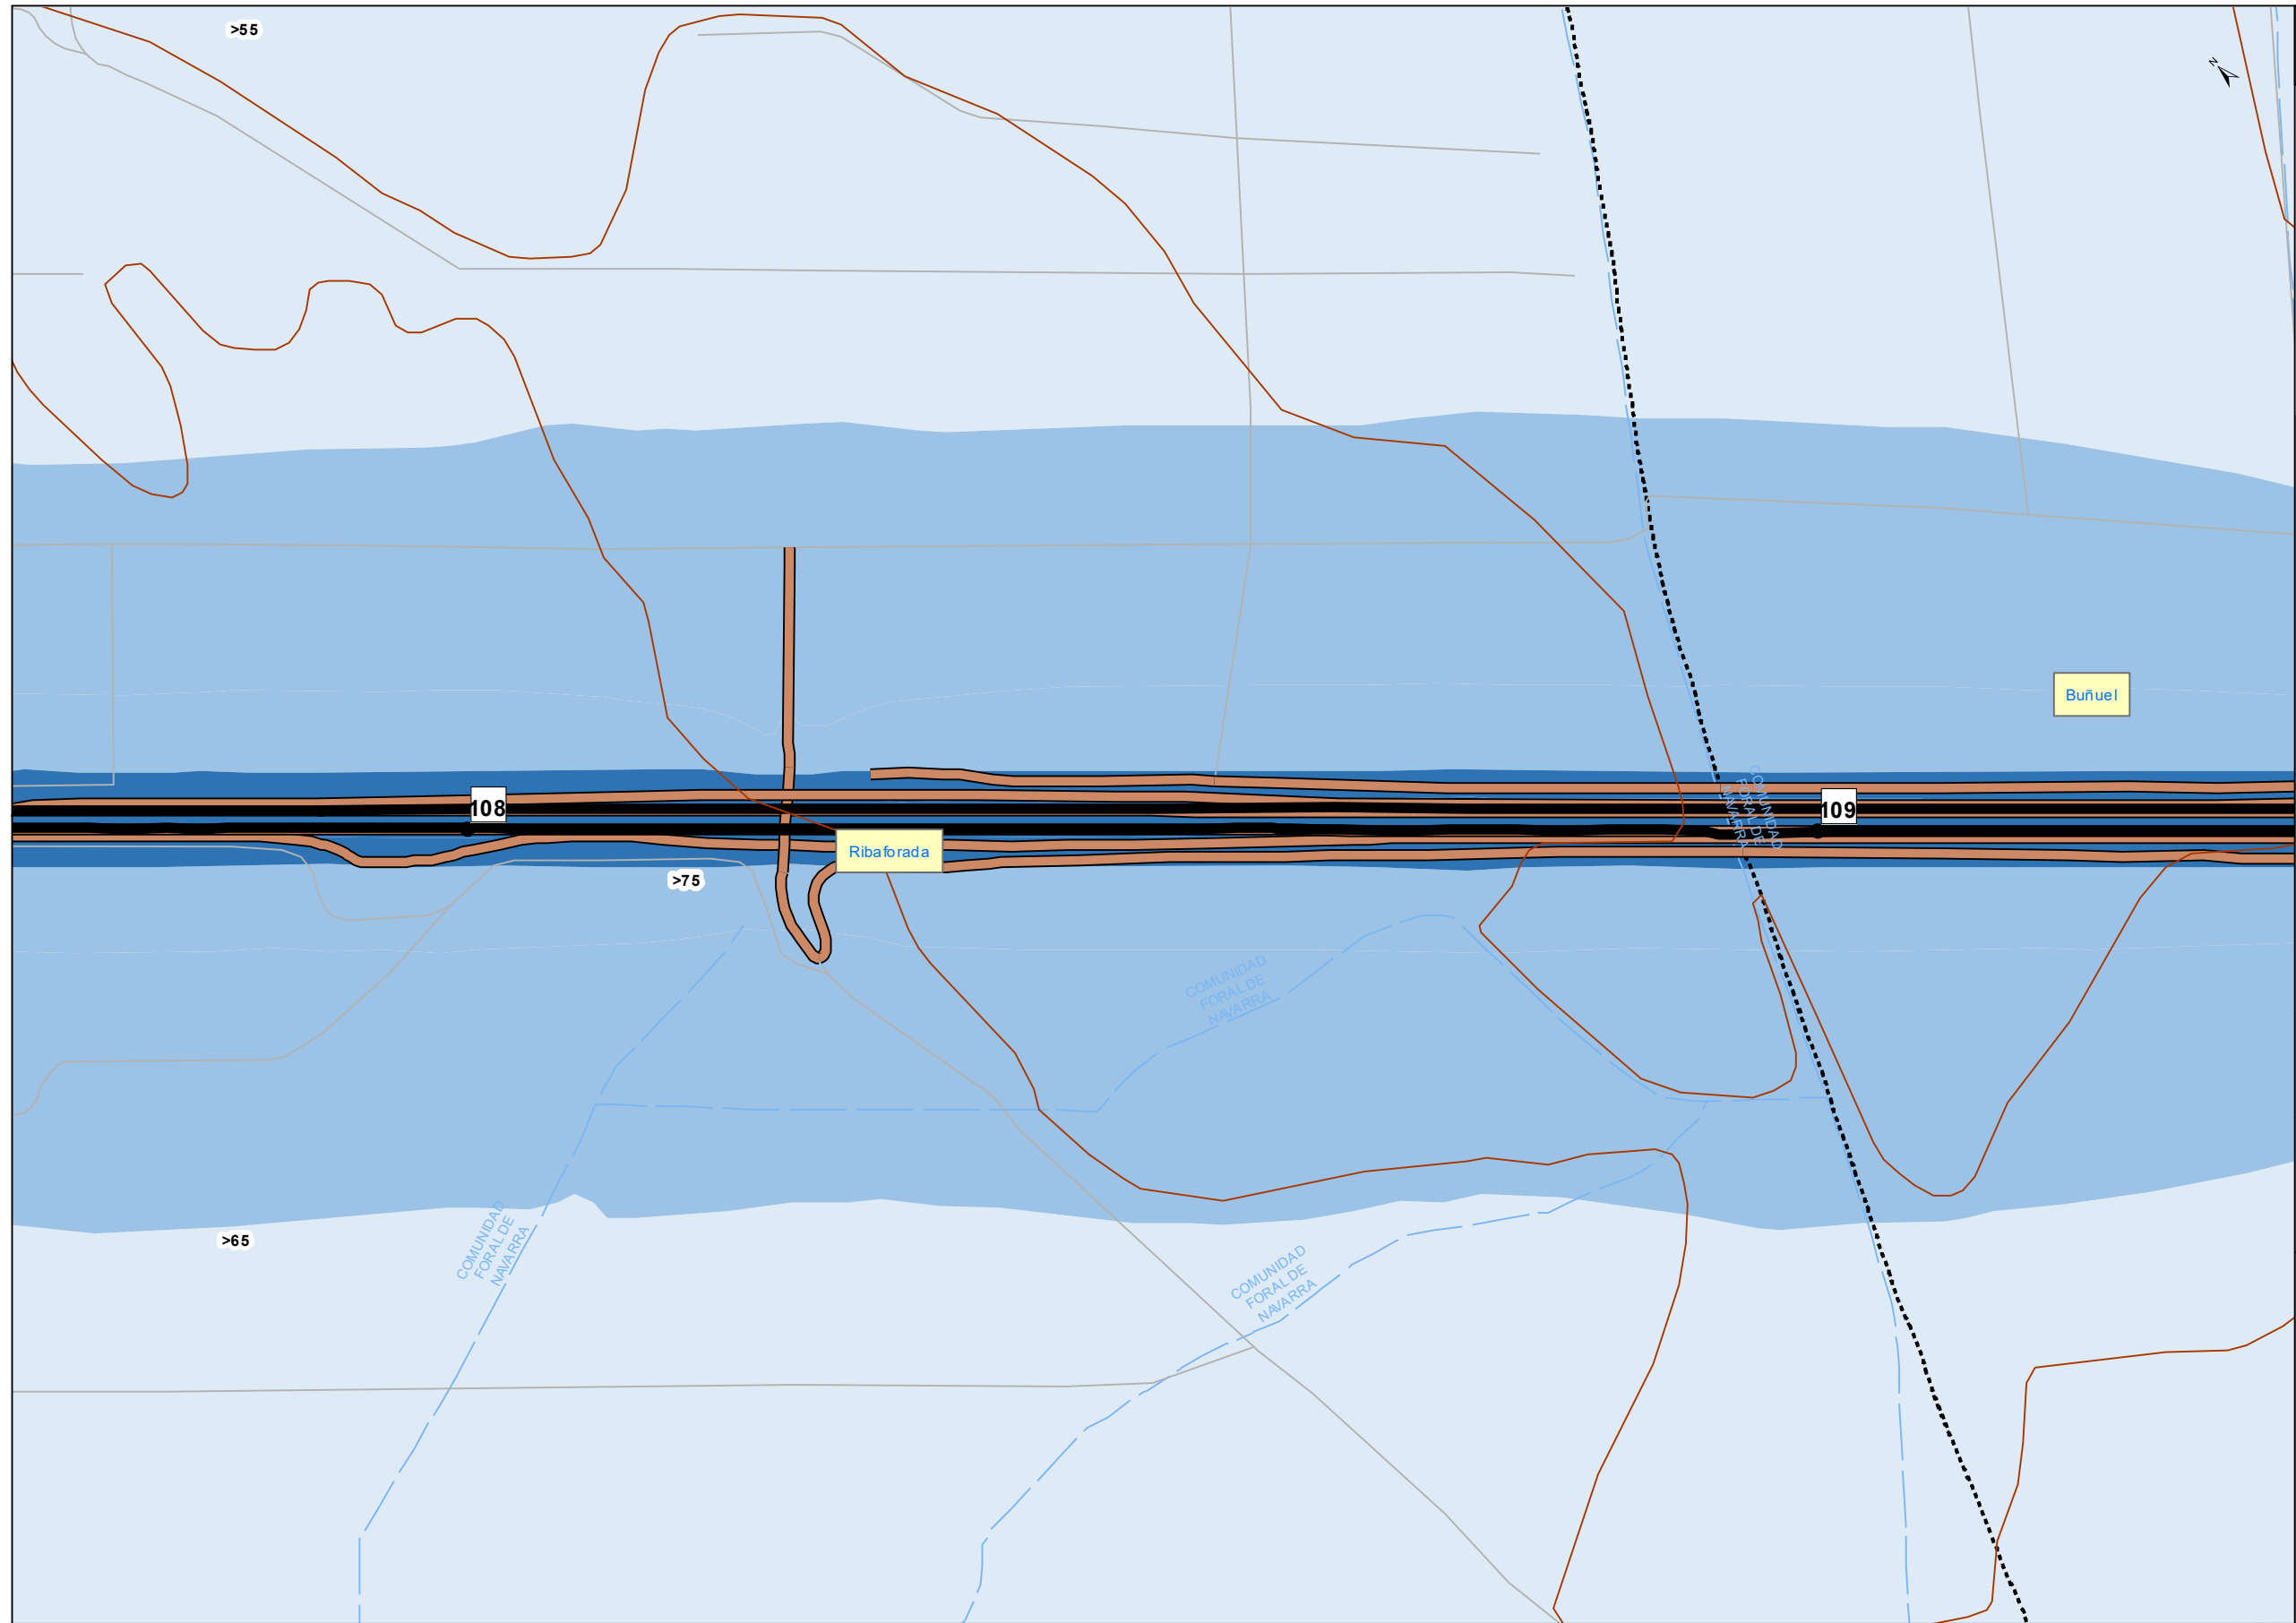 >55
N
Buñuel
108
109
COMUNIDAD
FORAL DE
NAVARRA
Ribaforada
>75
COMUNIDAD
FORAL DE
NAVARRA
COMUNIDAD
FORAL DE
NAVARRA
>65
COMUNIDAD
FORAL DE
NAVARRA